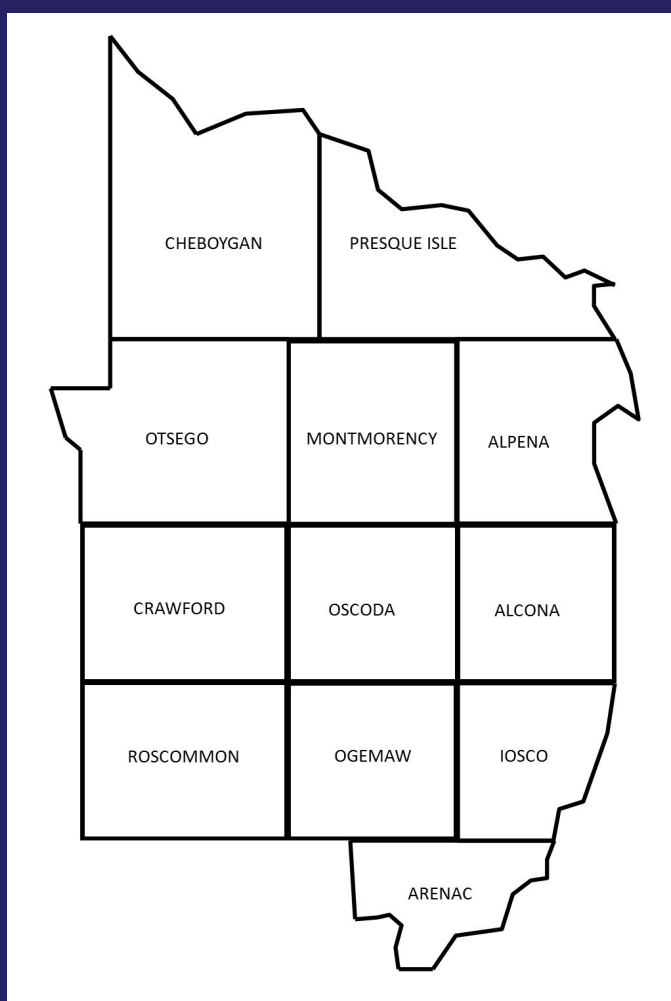 CHEBOYGAN
PRESQUE ISLE
OTSEGO
MONTMORENCY
ALPENA
CRAWFORD
OSCODA
ALCONA
ROSCOMMON
OGEMAW
IOSCO
ARENAC